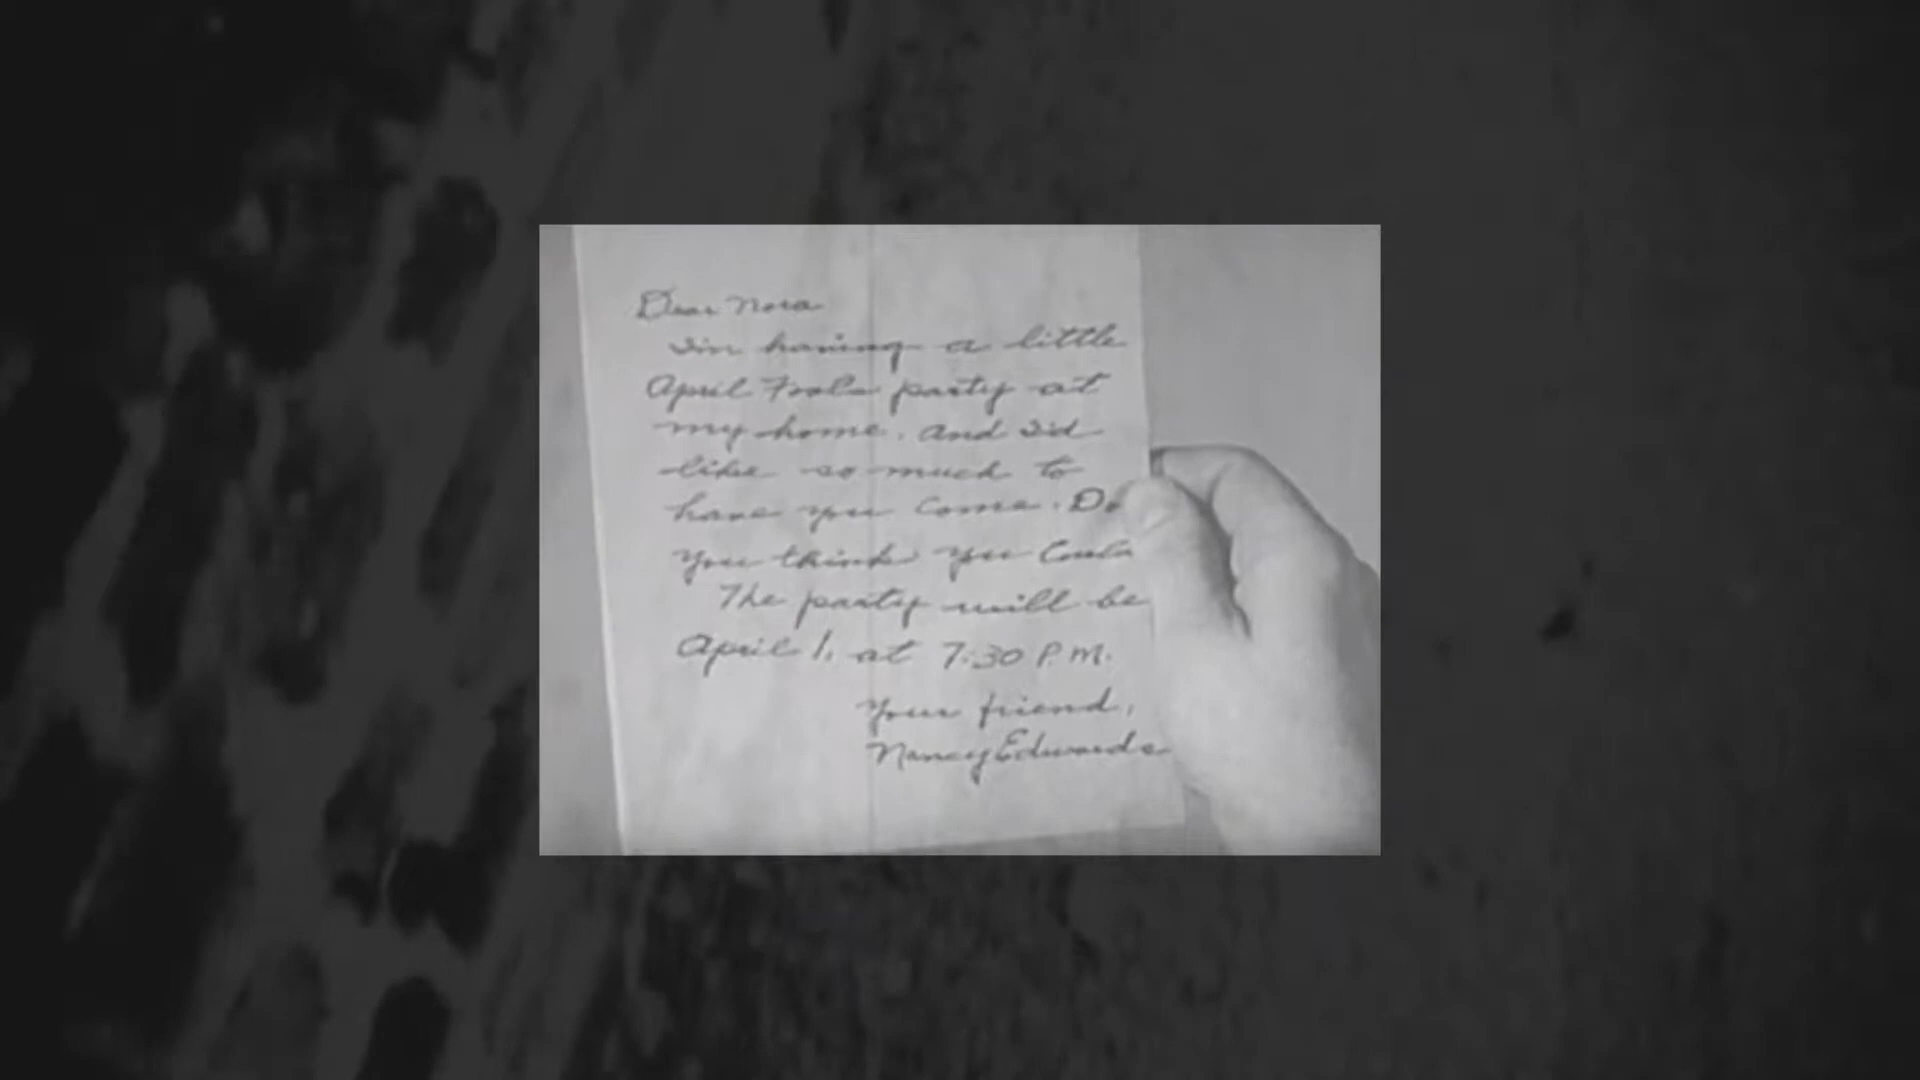 Dear Nora
I'm having a little
April Fools party at
my home. And I'd
like so much to
have you come. Do
you think you Could
The party will be
April 1, at 7:30 P.M.
Your friend,
Nancy Edwards